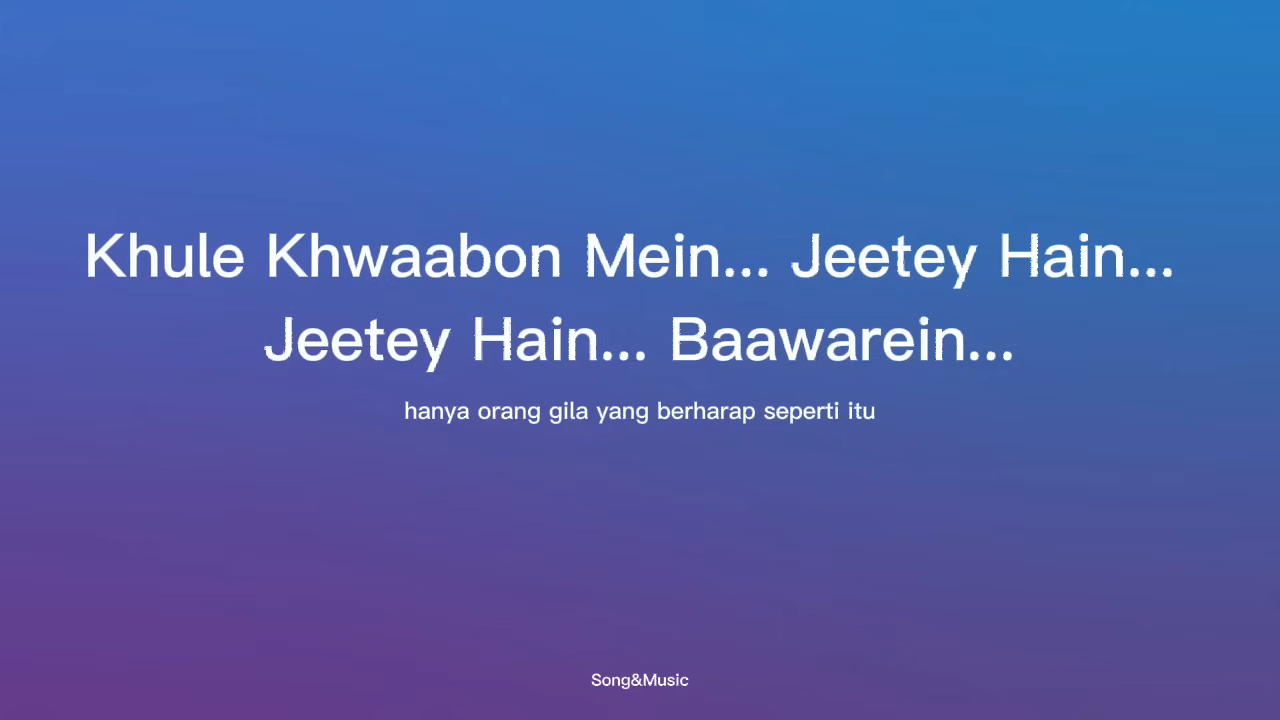 Khule Khwaabon Mein... Jeetey Hain...
Jeetey Hain... Baawarein...
hanya orang gila yang berharap seperti itu
Song&Music